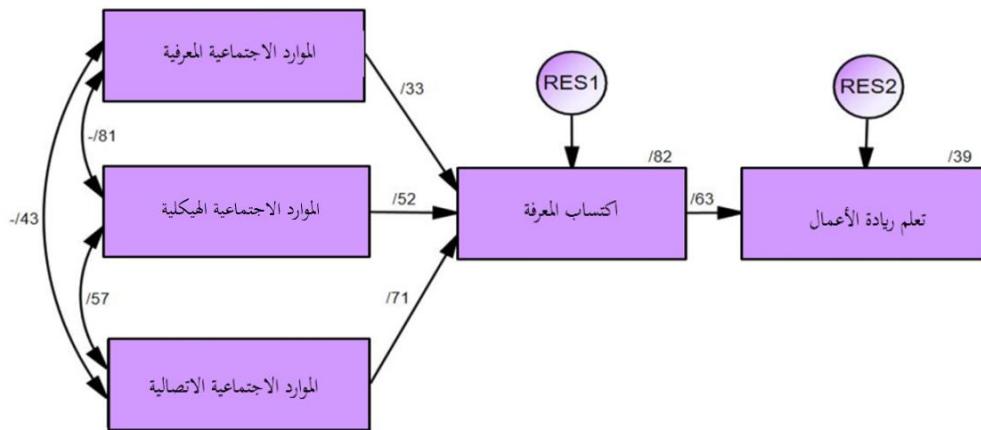 الموارد الاجتماعية المعرفية
/33
RES1
RES2
-/81
/82
/39
الموارد الاجتماعية الهيكلية
/52
اكتساب المعرفة
/63
تعلم ريادة الأعمال
-/43
/57
/71
الموارد الاجتماعية الاتصالية